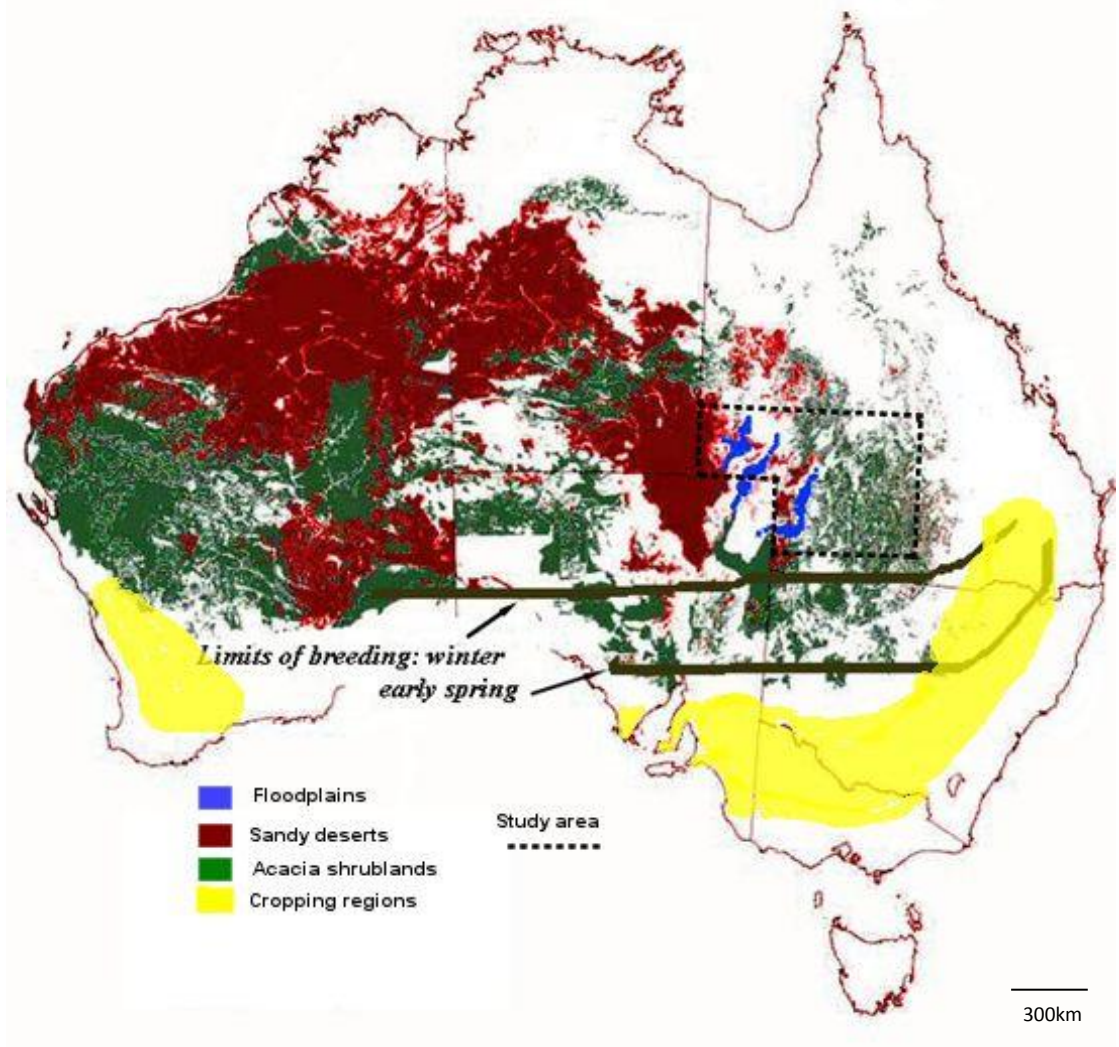 Limits of breeding: winter
early spring
Floodplains
Sandy deserts
Acacia shrublands
Cropping regions
Study area
300km